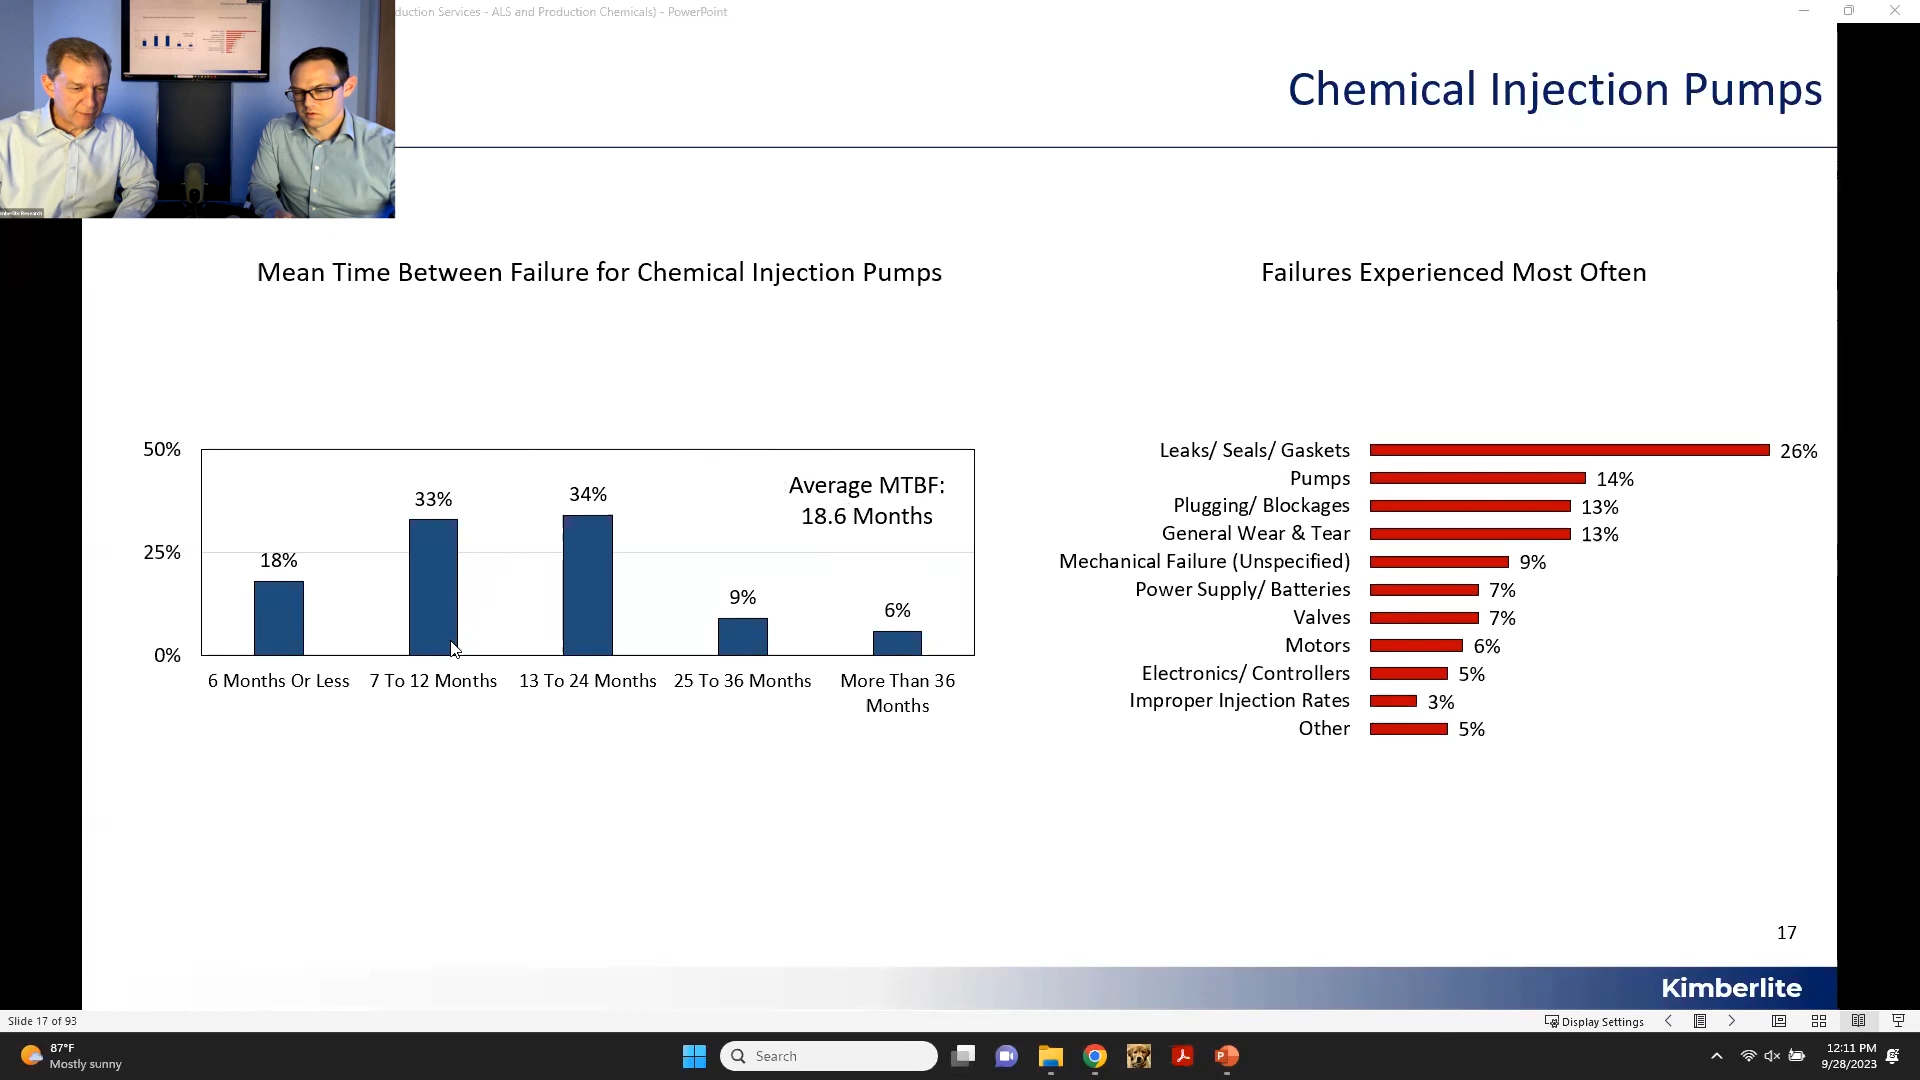 duction Services - ALS and Production Chemicals) - PowerPoint
Kimberlite Research
Chemical Injection Pumps
Mean Time Between Failure for Chemical Injection Pumps
50%
25%
0%
18%
33%
34%
9%
6%
Average MTBF:
18.6 Months
6 Months Or Less
7 To 12 Months
13 To 24 Months
25 To 36 Months
More Than 36
Months
Failures Experienced Most Often
Leaks/ Seals/ Gaskets 26%
Pumps 14%
Plugging/ Blockages 13%
General Wear & Tear 13%
Mechanical Failure (Unspecified) 9%
Power Supply/ Batteries 7%
Valves 7%
Motors 6%
Electronics/ Controllers 5%
Improper Injection Rates 3%
Other 5%
17
Kimberlite
Slide 17 of 93
Display Settings
87°F
Mostly sunny
Search
12:11 PM
9/28/2023